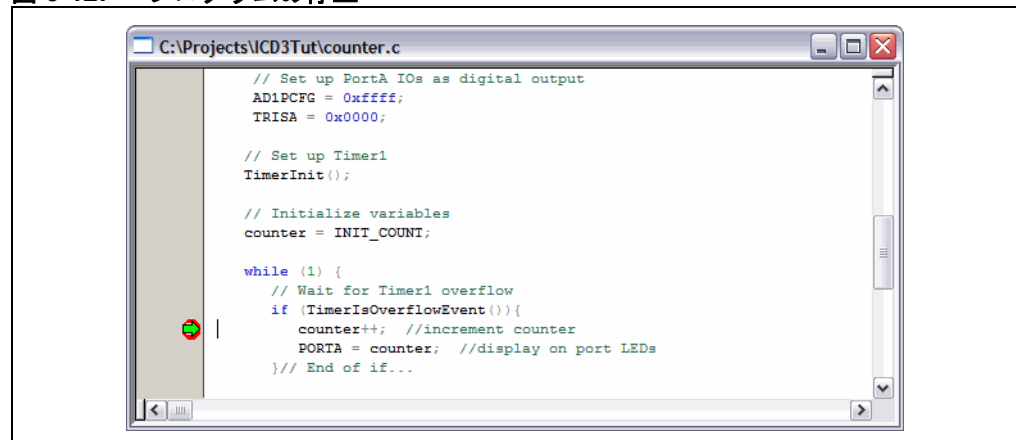 C:\Projects\ICD3Tut\counter.c
// Set up PortA IOs as digital output
AD1PCFG = 0xffff;
TRISA = 0x0000;
// Set up Timer1
TimerInit();
// Initialize variables
counter = INIT_COUNT;
while (1) {
// Wait for Timer1 overflow
if (TimerIsOverflowEvent()){
counter++; //increment counter
PORTA = counter; //display on port LEDs
}// End of if...